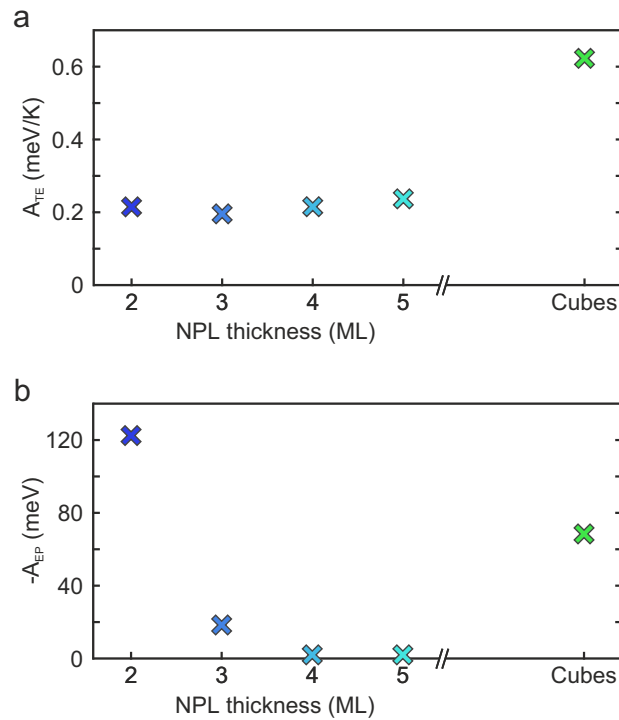 a
A_TE (meV/K)
0.6
0.4
0.2
0
2 3 4 5 // Cubes
NPL thickness (ML)
b
-A_EP (meV)
120
80
40
0
2 3 4 5 // Cubes
NPL thickness (ML)